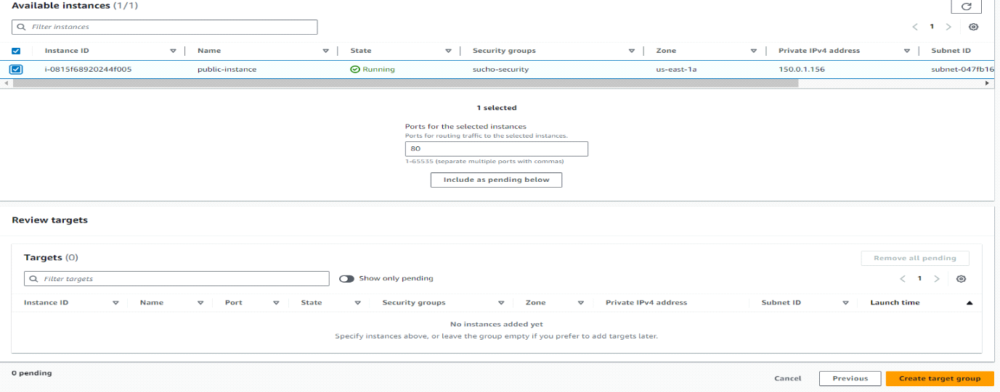 Available instances (1/1)
Filter instances
1
Instance ID Name State Security groups Zone Private IPv4 address Subnet ID
i-0815f68920244f005 public-instance Running sucho-security us-east-1a 150.0.1.156 subnet-047fb16
1 selected
Ports for the selected instances
Ports for routing traffic to the selected instances.
80
1-65535 (separate multiple ports with commas)
Include as pending below
Review targets
Targets (0)
Remove all pending
Filter targets
Show only pending
1
Instance ID Name Port State Security groups Zone Private IPv4 address Subnet ID Launch time
No instances added yet
Specify instances above, or leave the group empty if you prefer to add targets later.
0 pending
Cancel Previous Create target group